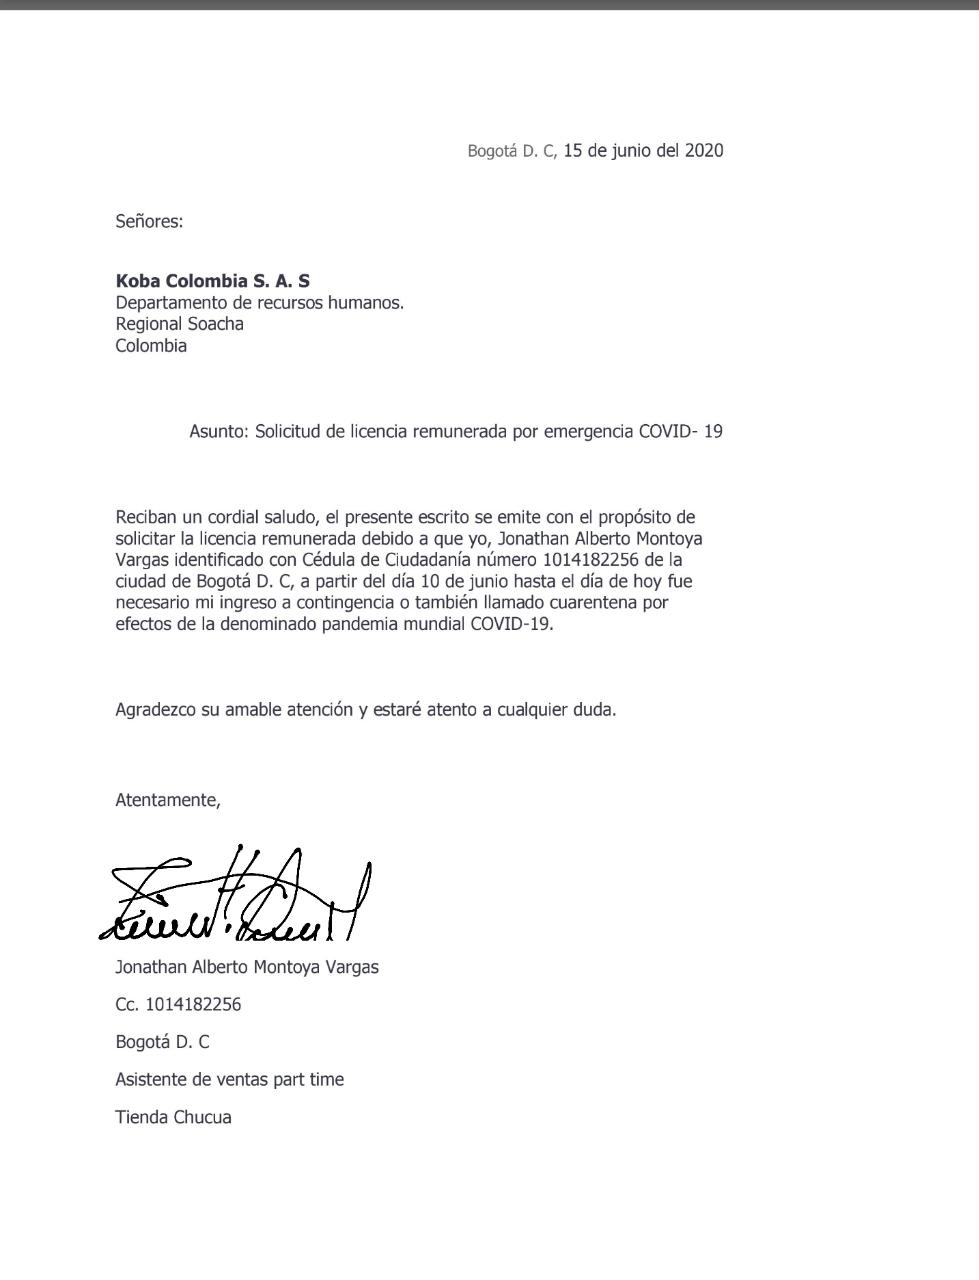 Bogotá D. C, 15 de junio del 2020
Señores:
Koba Colombia S. A. S
Departamento de recursos humanos.
Regional Soacha
Colombia
Asunto: Solicitud de licencia remunerada por emergencia COVID- 19
Reciban un cordial saludo, el presente escrito se emite con el propósito de
solicitar la licencia remunerada debido a que yo, Jonathan Alberto Montoya
Vargas identificado con Cédula de Ciudadanía número 1014182256 de la
ciudad de Bogotá D. C, a partir del día 10 de junio hasta el día de hoy fue
necesario mi ingreso a contingencia o también llamado cuarentena por
efectos de la denominado pandemia mundial COVID-19.
Agradezco su amable atención y estaré atento a cualquier duda.
Atentamente,
Jonathan Alberto Montoya Vargas
Cc. 1014182256
Bogotá D. C
Asistente de ventas part time
Tienda Chucua